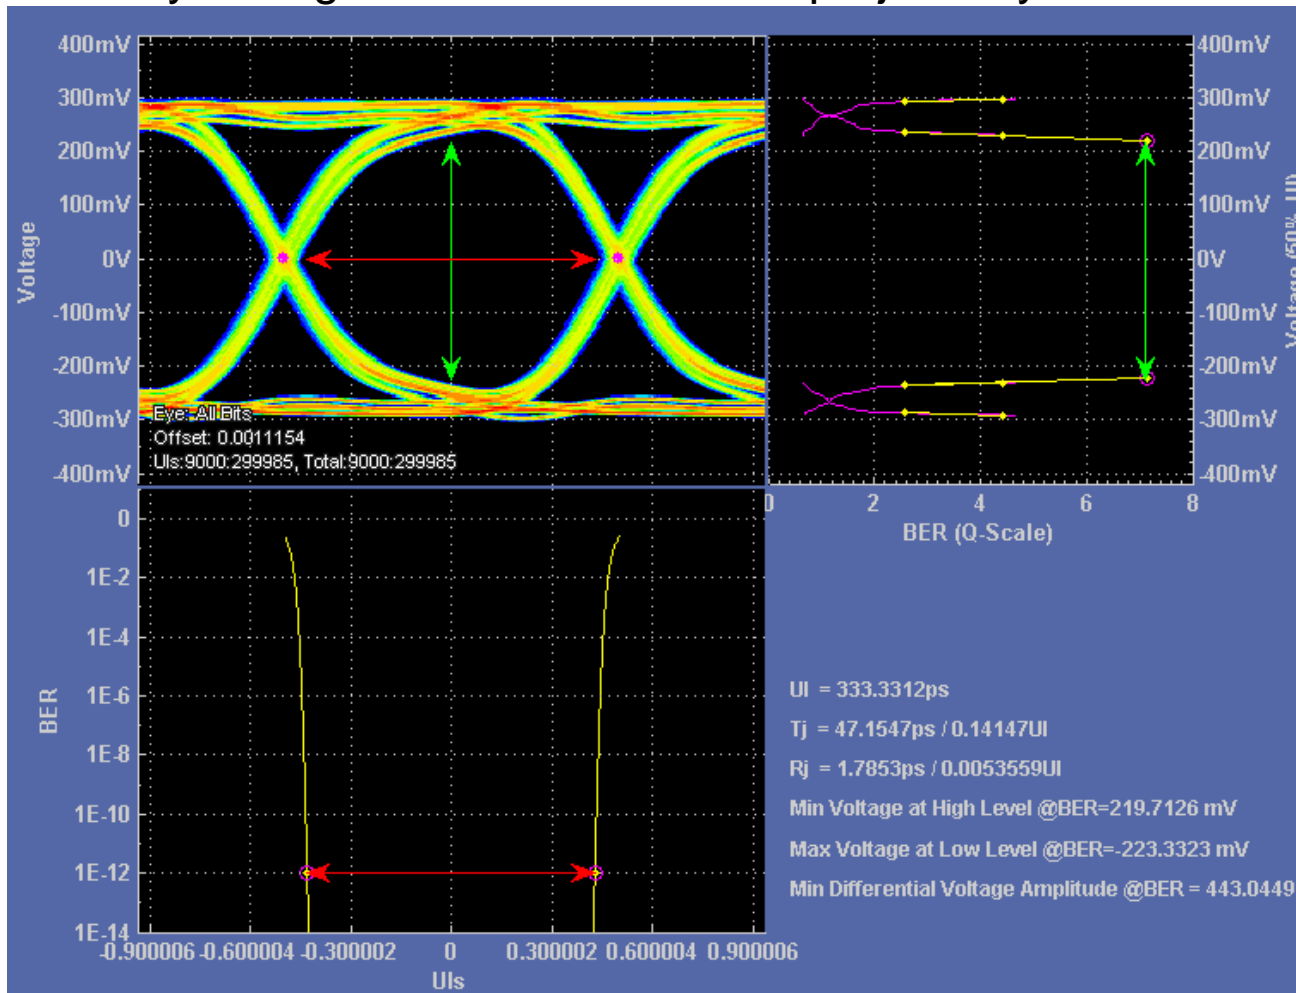 400mV
300mV
200mV
100mV
0V
-100mV
-200mV
-300mV
-400mV
Voltage
Eye: All Bits
Offset: 0.0011154
UIs:9000:299985, Total:9000:299985
400mV
300mV
200mV
100mV
0V
-100mV
-200mV
-300mV
-400mV
Voltage (50% UI)
0 2 4 6 8
BER (Q-Scale)
0
1E-2
1E-4
1E-6
1E-8
1E-10
1E-12
1E-14
BER
-0.900006 -0.600004 -0.300002 0 0.300002 0.600004 0.900006
UIs
UI = 333.3312ps
Tj = 47.1547ps / 0.14147UI
Rj = 1.7853ps / 0.0053559UI
Min Voltage at High Level @BER=219.7126 mV
Max Voltage at Low Level @BER=-223.3323 mV
Min Differential Voltage Amplitude @BER = 443.0449